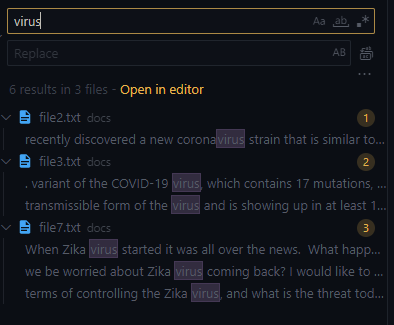 virus
Aa ab .*
Replace AB
...
6 results in 3 files - Open in editor
file2.txt docs 1
recently discovered a new coronavirus strain that is similar to...
file3.txt docs 2
. variant of the COVID-19 virus, which contains 17 mutations, ...
transmissible form of the virus and is showing up in at least 1...
file7.txt docs 3
When Zika virus started it was all over the news.  What happ...
we be worried about Zika virus coming back? I would like to ...
terms of controlling the Zika virus, and what is the threat tod...